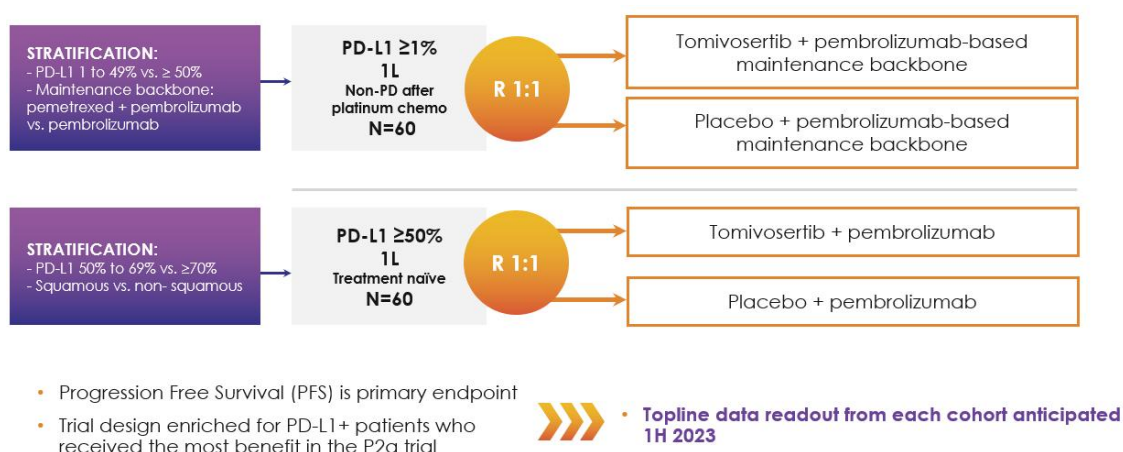 STRATIFICATION:
- PD-L1 1 to 49% vs. ≥ 50%
- Maintenance backbone:
pemetrexed + pembrolizumab
vs. pembrolizumab
PD-L1 ≥1%
1L
Non-PD after
platinum chemo
N=60
R 1:1
Tomivosertib + pembrolizumab-based
maintenance backbone
Placebo + pembrolizumab-based
maintenance backbone
STRATIFICATION:
- PD-L1 50% to 69% vs. ≥70%
- Squamous vs. non- squamous
PD-L1 ≥50%
1L
Treatment naïve
N=60
R 1:1
Tomivosertib + pembrolizumab
Placebo + pembrolizumab
• Progression Free Survival (PFS) is primary endpoint
• Trial design enriched for PD-L1+ patients who
received the most benefit in the P2a trial
• Topline data readout from each cohort anticipated
1H 2023